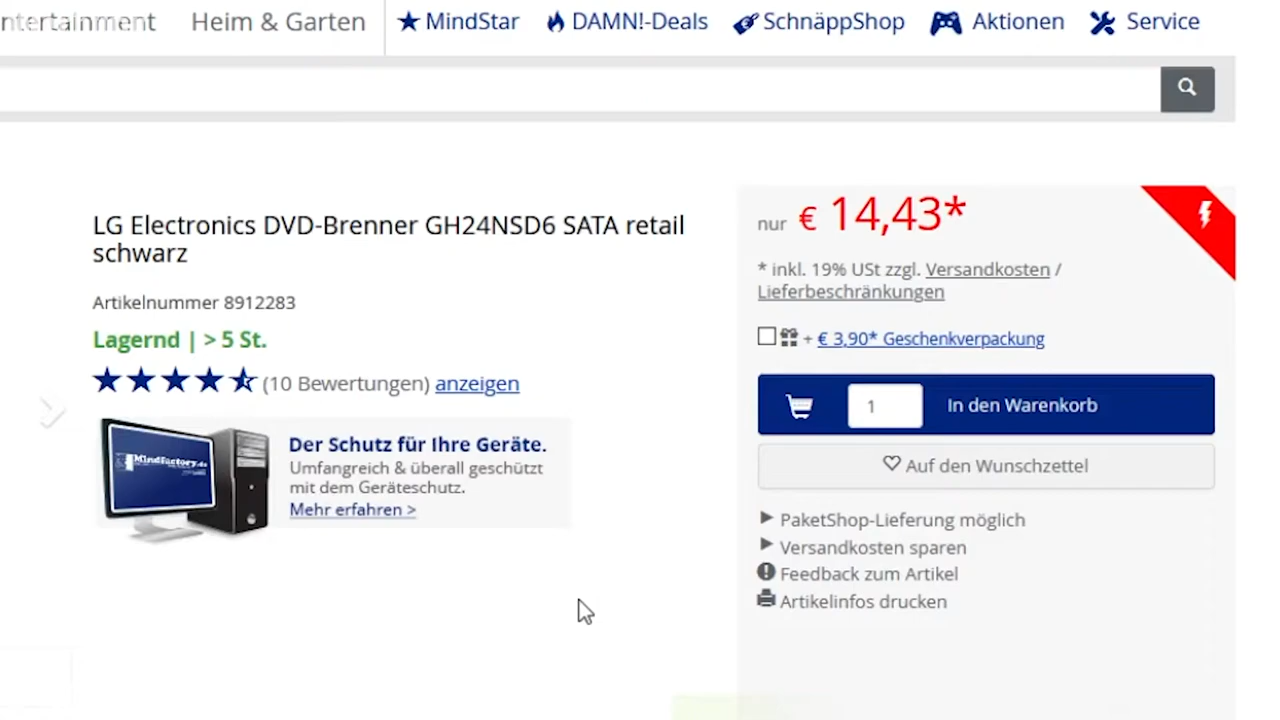 Heim & Garten
MindStar
DAMN!-Deals
SchnäppShop
Aktionen
Service
LG Electronics DVD-Brenner GH24NSD6 SATA retail
schwarz
Artikelnummer 8912283
Lagernd | > 5 St.
(10 Bewertungen) anzeigen
MindFactory.de
Der Schutz für Ihre Geräte.
Umfangreich & überall geschützt
mit dem Geräteschutz.
Mehr erfahren >
nur € 14,43*
* inkl. 19% USt zzgl. Versandkosten /
Lieferbeschränkungen
+ € 3,90* Geschenkverpackung
1 In den Warenkorb
Auf den Wunschzettel
PaketShop-Lieferung möglich
Versandkosten sparen
Feedback zum Artikel
Artikelinfos drucken